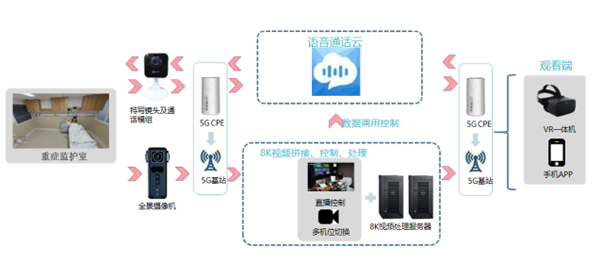 语音通话云
观看端
特写镜头及通
话模组
5G CPE
5G CPE
VR一体机
重症监护室
数据调用控制
8K视频拼接、控制、处理
5G基站
5G基站
手机APP
全景摄像机
直播控制
多机位切换
8K视频处理服务器